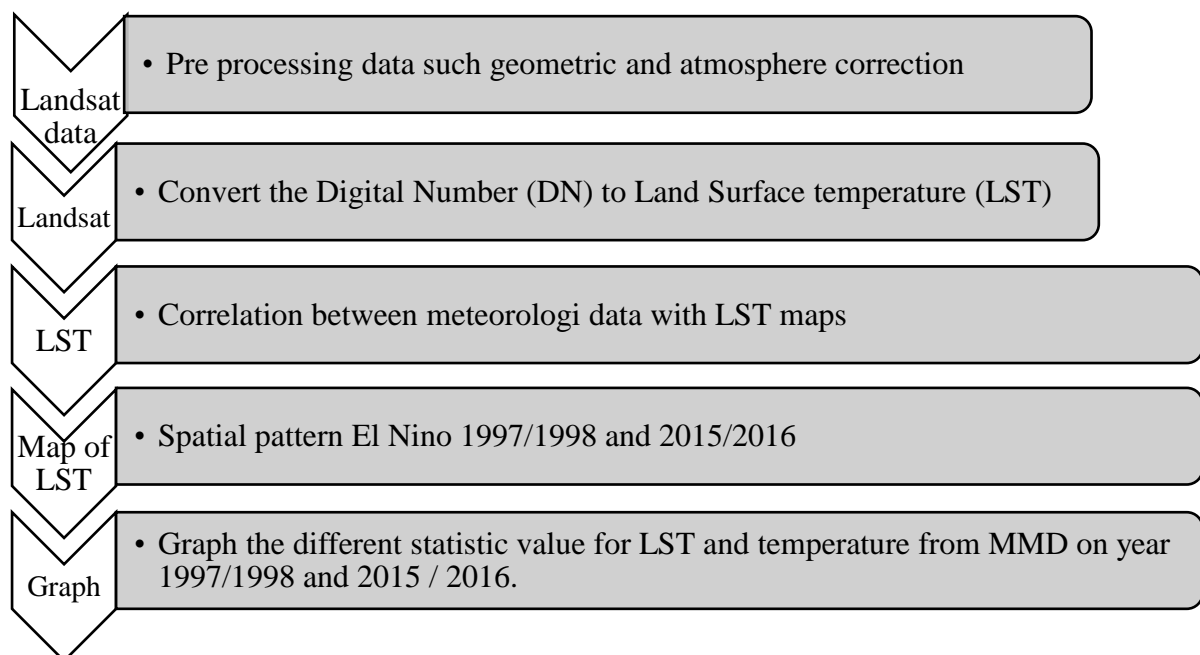 Landsat
data
• Pre processing data such geometric and atmosphere correction
Landsat
• Convert the Digital Number (DN) to Land Surface temperature (LST)
LST
• Correlation between meteorologi data with LST maps
Map of
LST
• Spatial pattern El Nino 1997/1998 and 2015/2016
Graph
• Graph the different statistic value for LST and temperature from MMD on year
1997/1998 and 2015 / 2016.